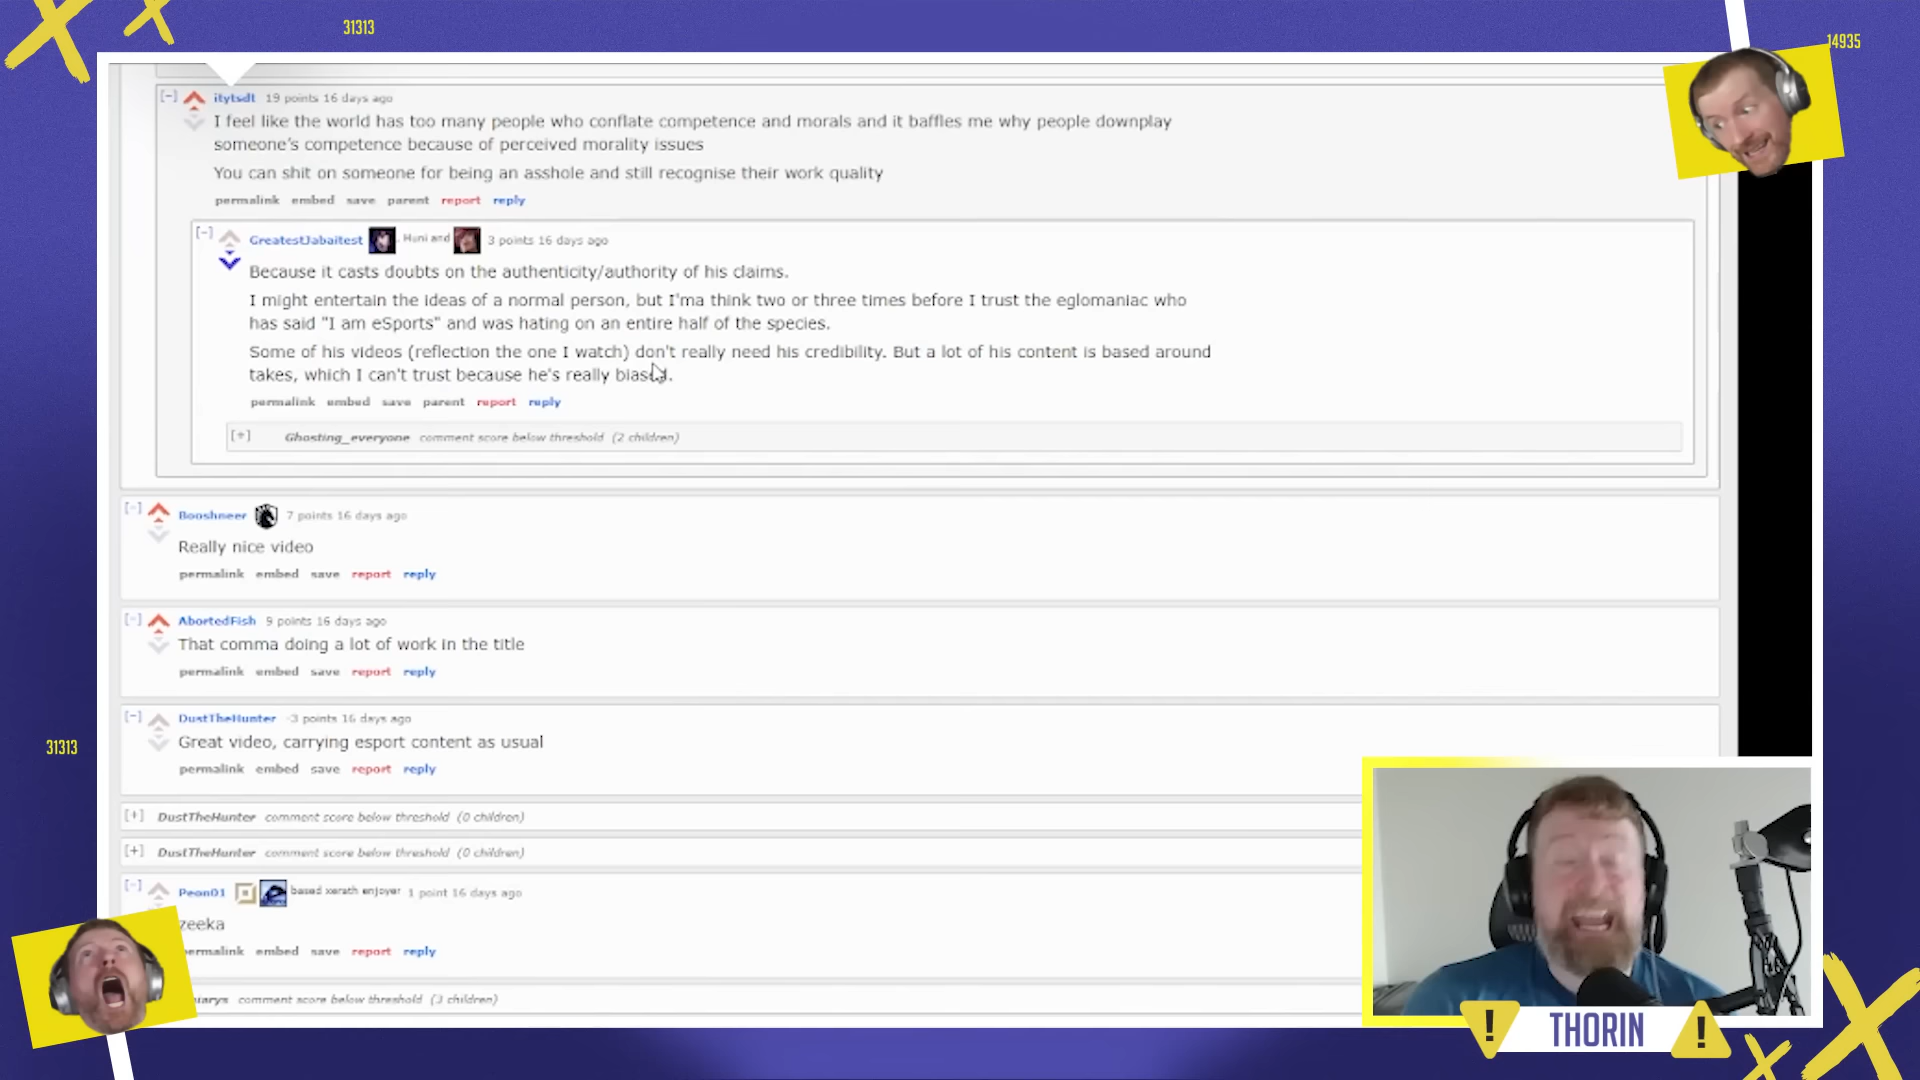 31313
14935
[-] itytsdt 19 points 16 days ago
I feel like the world has too many people who conflate competence and morals and it baffles me why people downplay
someone's competence because of perceived morality issues
You can shit on someone for being an asshole and still recognise their work quality
permalink embed save parent report reply
[-] GreatestJabaitest Huni and 3 points 16 days ago
Because it casts doubts on the authenticity/authority of his claims.
I might entertain the ideas of a normal person, but I'ma think two or three times before I trust the eglomaniac who
has said "I am eSports" and was hating on an entire half of the species.
Some of his videos (reflection the one I watch) don't really need his credibility. But a lot of his content is based around
takes, which I can't trust because he's really biased.
permalink embed save parent report reply
[+] Ghosting_everyone comment score below threshold (2 children)
[-] Booshneer 7 points 16 days ago
Really nice video
permalink embed save report reply
[-] AbortedFish 9 points 16 days ago
That comma doing a lot of work in the title
permalink embed save report reply
[-] DustTheHunter -3 points 16 days ago
Great video, carrying esport content as usual
permalink embed save report reply
31313
[+] DustTheHunter comment score below threshold (0 children)
[+] DustTheHunter comment score below threshold (0 children)
[-] Peon01 based xerath enjoyer 1 point 16 days ago
zeeka
permalink embed save report reply
comment score below threshold (3 children)
! THORIN !